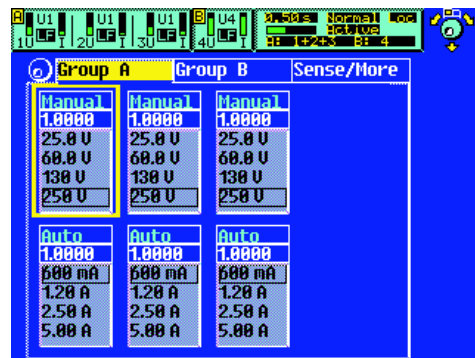 A U1 U1 U1 B U4 0.50s Normal Loc
LF LF LF LF Active
1U I 2U I 3U I 4U I A: 1+2+3 B: 4
Group A Group B Sense/More
Manual Manual Manual
1.0000 1.0000 1.0000
25.0 V 25.0 V 25.0 V
60.0 V 60.0 V 60.0 V
130 V 130 V 130 V
250 V 250 V 250 V
Auto Auto Auto
1.0000 1.0000 1.0000
600 mA 600 mA 600 mA
1.20 A 1.20 A 1.20 A
2.50 A 2.50 A 2.50 A
5.00 A 5.00 A 5.00 A